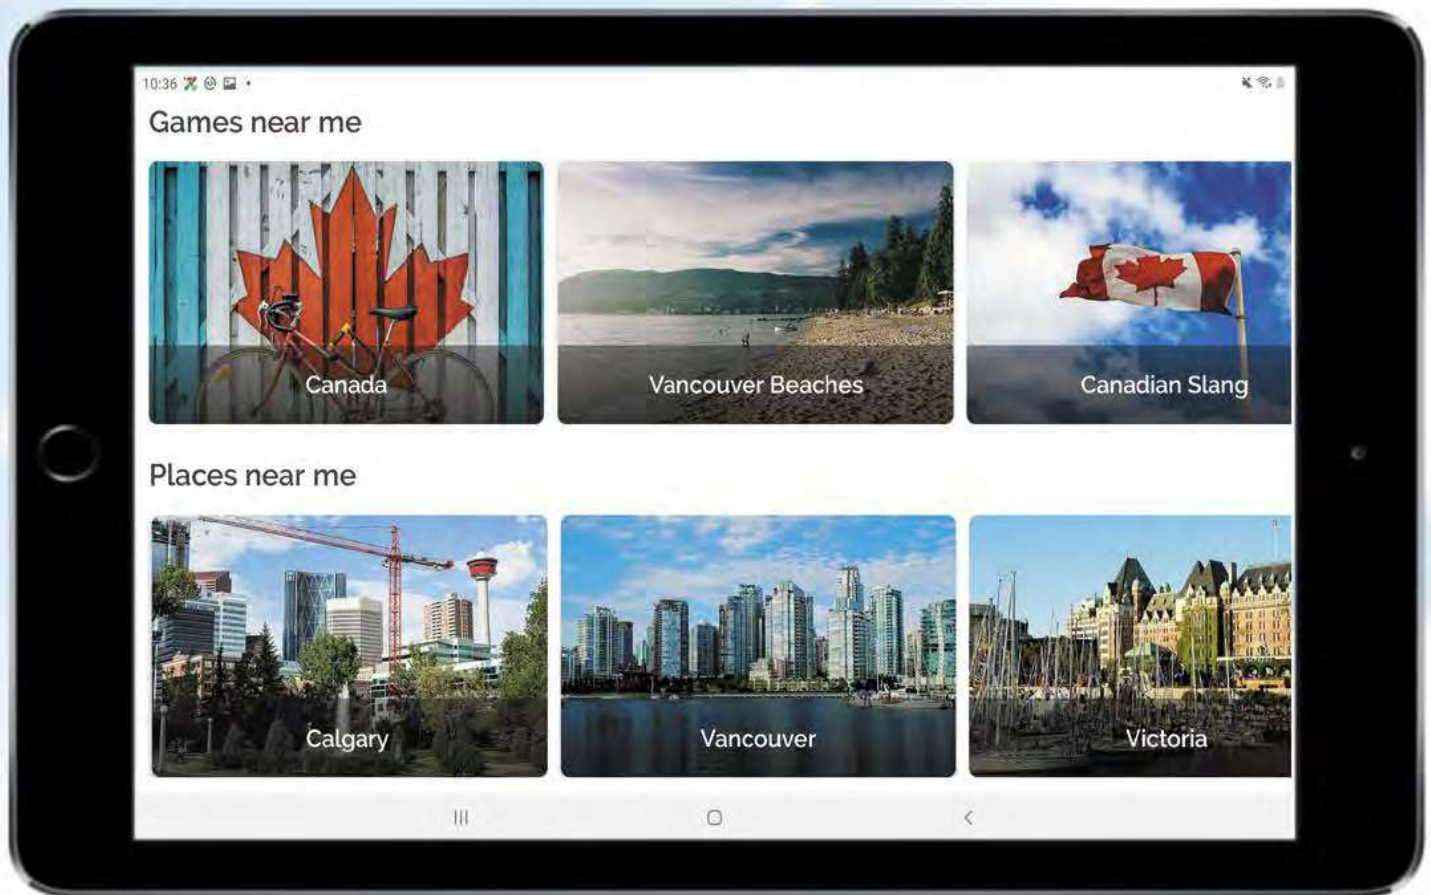 10:36
Games near me
Canada
Vancouver Beaches
Canadian Slang
Places near me
Calgary
Vancouver
Victoria